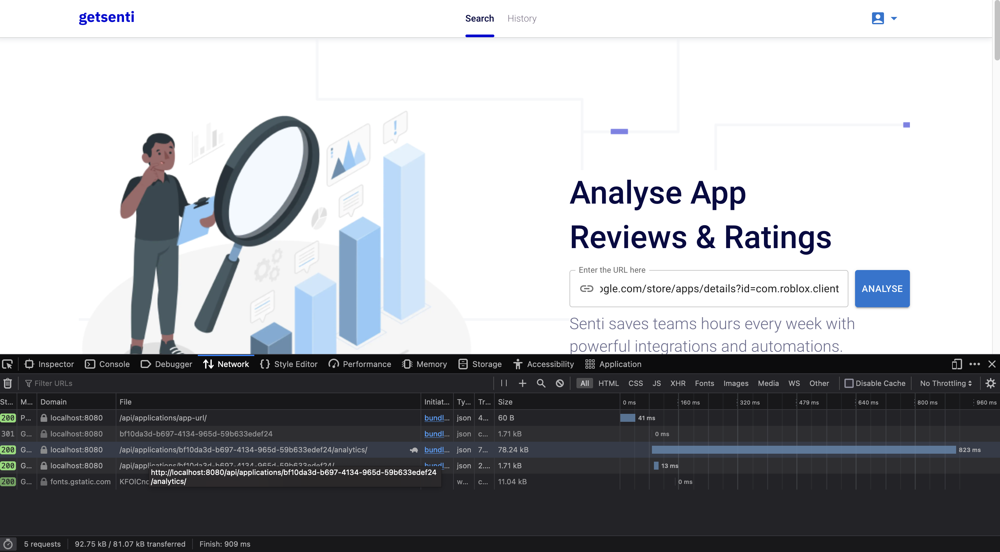 getsenti
Search
History
Analyse App
Reviews & Ratings
Enter the URL here
ogle.com/store/apps/details?id=com.roblox.client
ANALYSE
Senti saves teams hours every week with
powerful integrations and automations.
Inspector
Console
Debugger
Network
Style Editor
Performance
Memory
Storage
Accessibility
Application
Filter URLs
All
HTML
CSS
JS
XHR
Fonts
Images
Media
WS
Other
Disable Cache
No Throttling
St... M... Domain File Initiat... Ty... Tr... Size 0 ms 160 ms 320 ms 479 ms 640 ms 800 ms 960 ms
200 P... localhost:8080 /api/applications/app-url/ bundl... json 4... 60 B 41 ms
301 G... localhost:8080 bf10da3d-b697-4134-965d-59b633edef24 bundl... json c... 1.71 kB 0 ms
200 G... localhost:8080 /api/applications/bf10da3d-b697-4134-965d-59b633edef24/analytics/ bundl... json 7... 78.24 kB 823 ms
200 G... localhost:8080 /api/applications/bf10da3d-b697-4134-965d-59b633edef24/ bundl... json 2.... 1.71 kB 13 ms
http://localhost:8080/api/applications/bf10da3d-b697-4134-965d-59b633edef24
/analytics/
200 G... fonts.gstatic.com w... c... 11.04 kB 0 ms
5 requests
92.75 kB / 81.07 kB transferred
Finish: 909 ms